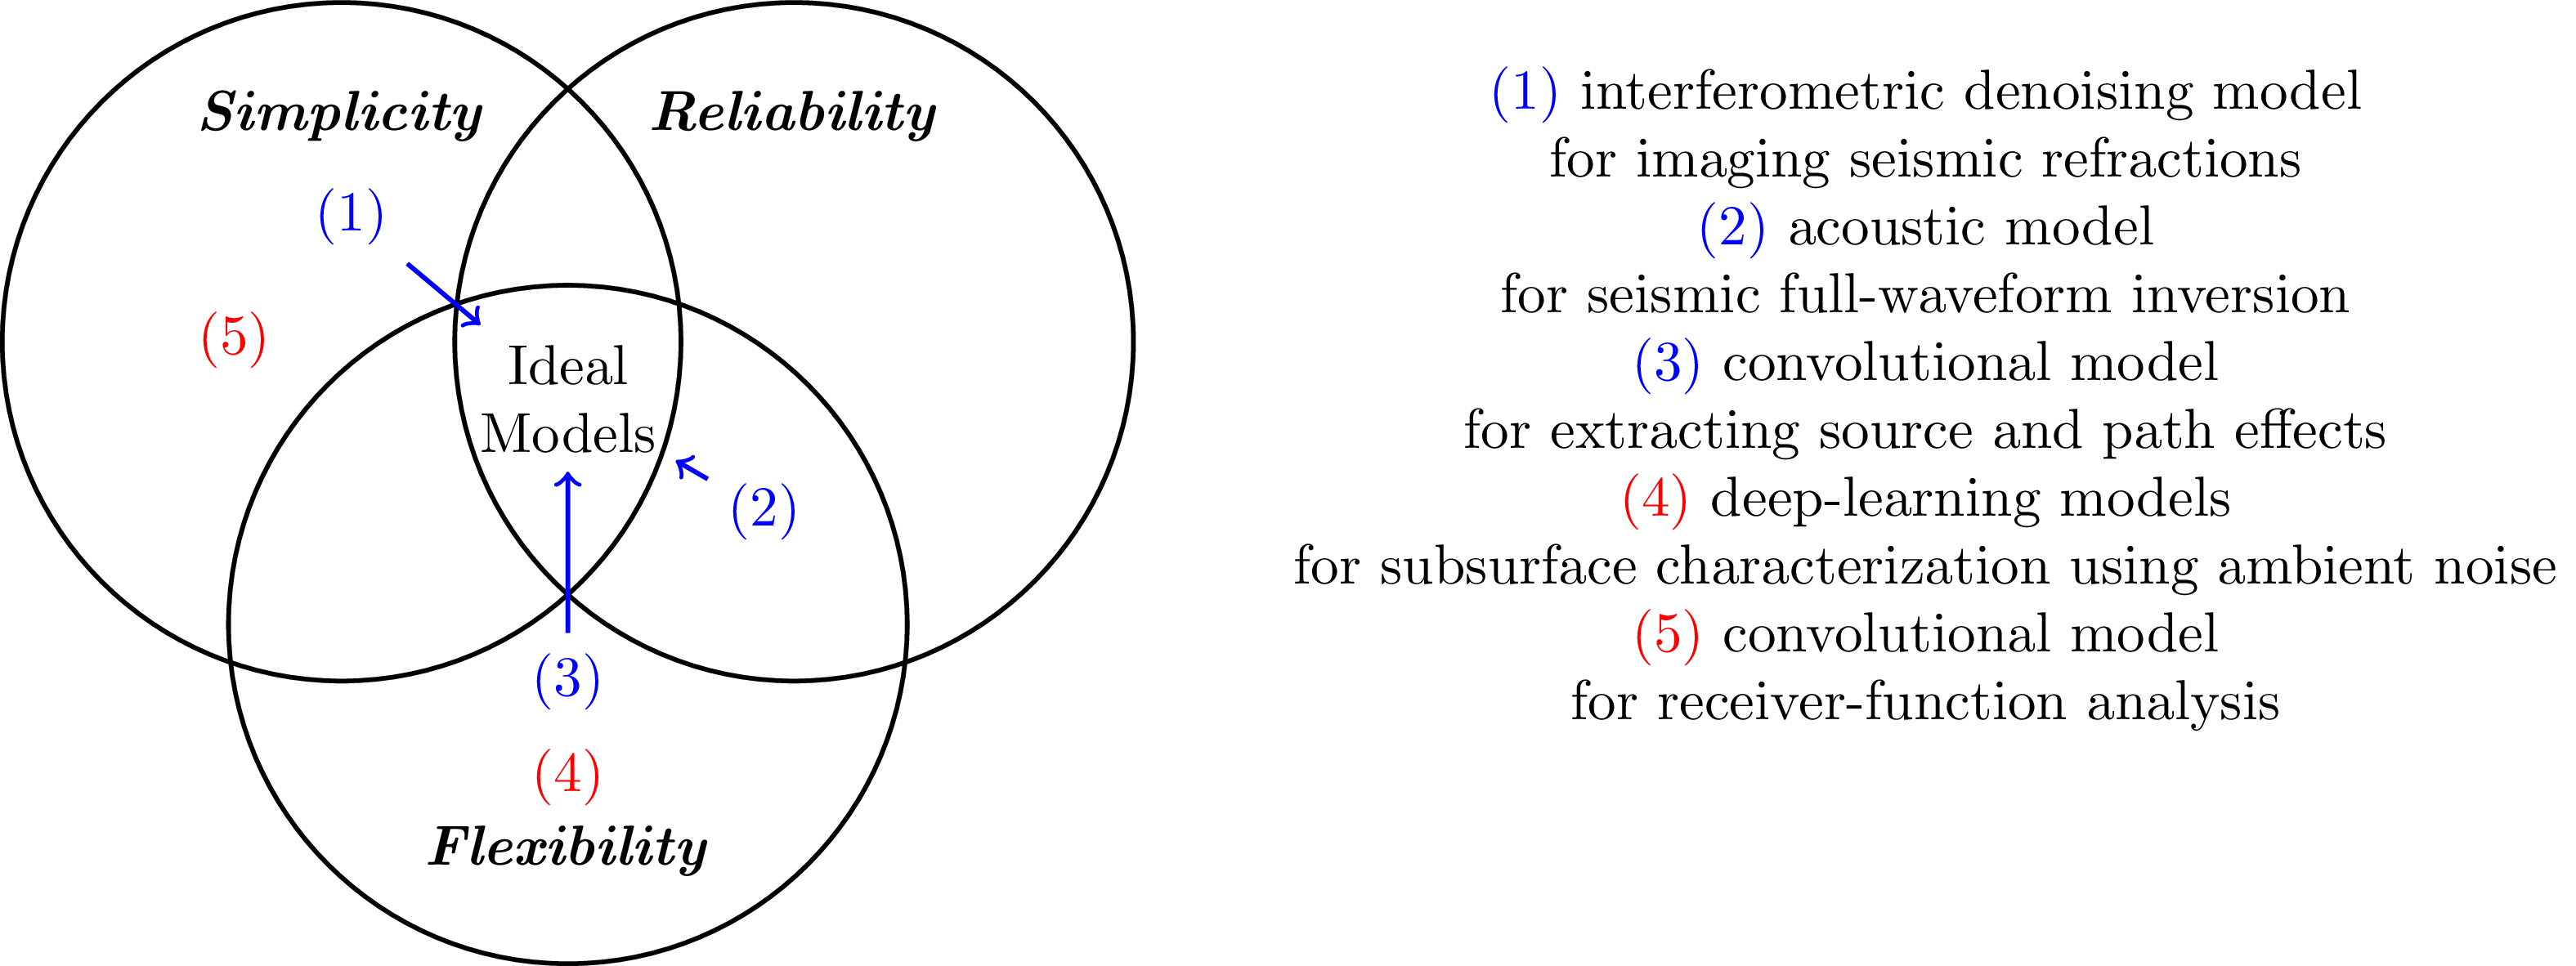 Simplicity
Reliability
(1)
(5)
Ideal
Models
(2)
(3)
(4)
Flexibility
(1) interferometric denoising model
for imaging seismic refractions
(2) acoustic model
for seismic full-waveform inversion
(3) convolutional model
for extracting source and path effects
(4) deep-learning models
for subsurface characterization using ambient noise
(5) convolutional model
for receiver-function analysis